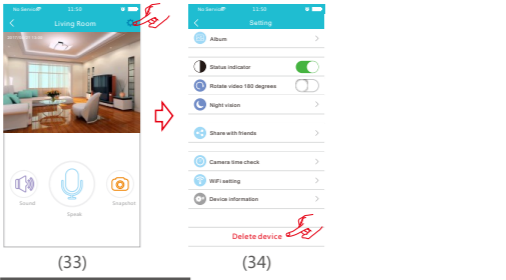 No Service 11:50
Living Room
Sound
Speak
Snapshot
(33)
No Service 11:50
Setting
Album
Status indicator
Rotate video 180 degrees
Night vision
Share with friends
Camera time check
WiFi setting
Device information
Delete device
(34)